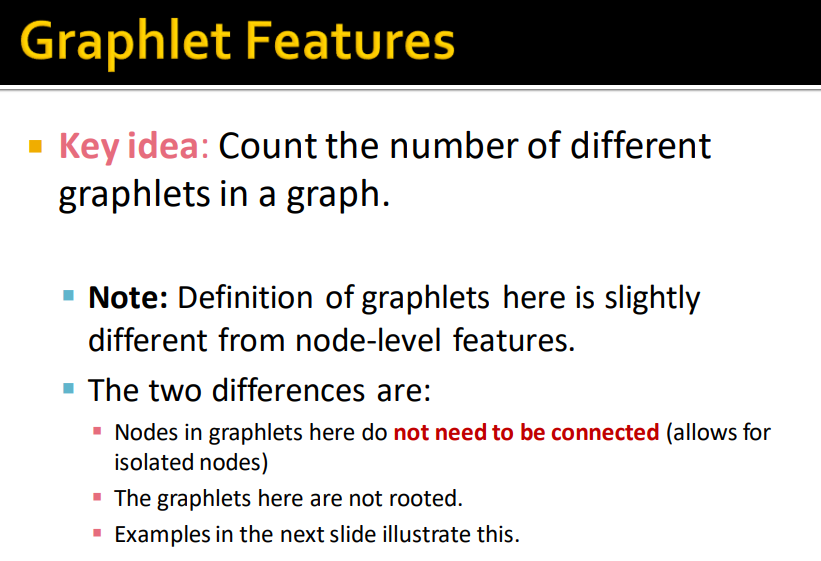 Graphlet Features
Key idea: Count the number of different
graphlets in a graph.
Note: Definition of graphlets here is slightly
different from node-level features.
The two differences are:
Nodes in graphlets here do not need to be connected (allows for
isolated nodes)
The graphlets here are not rooted.
Examples in the next slide illustrate this.